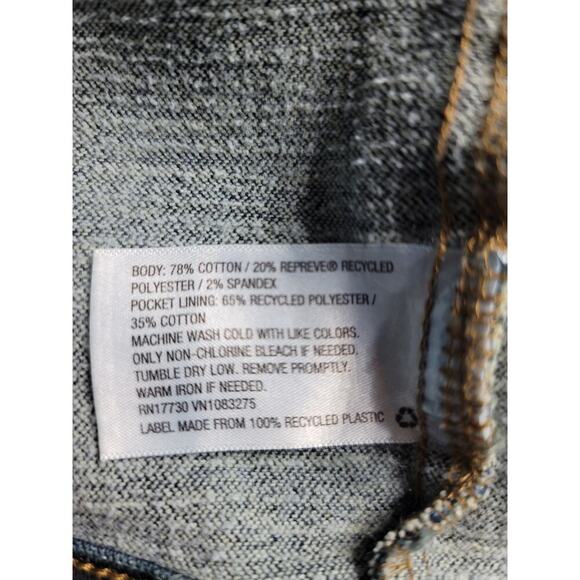 BODY: 78% COTTON / 20% REPREVE® RECYCLED
POLYESTER / 2% SPANDEX
POCKET LINING: 65% RECYCLED POLYESTER /
35% COTTON
MACHINE WASH COLD WITH LIKE COLORS.
ONLY NON-CHLORINE BLEACH IF NEEDED.
TUMBLE DRY LOW. REMOVE PROMPTLY.
WARM IRON IF NEEDED.
RN17730 VN1083275
LABEL MADE FROM 100% RECYCLED PLASTIC